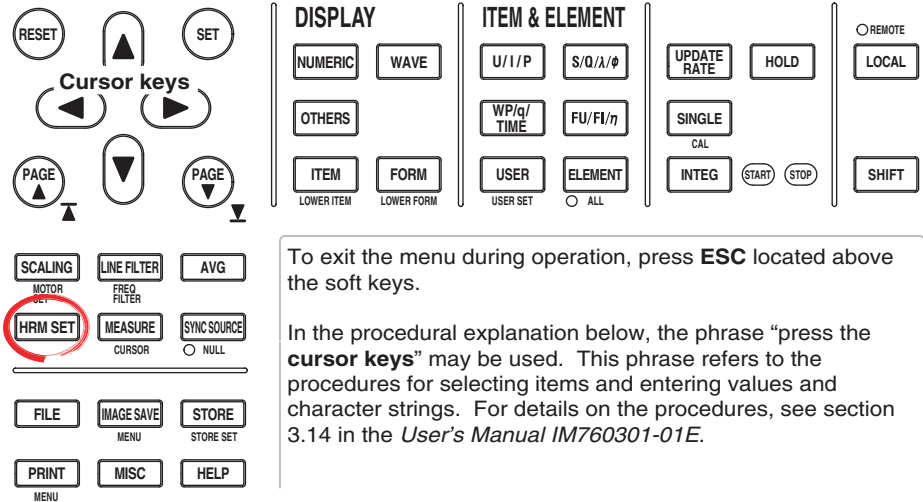 RESET
SET
Cursor keys
PAGE
PAGE
DISPLAY
NUMERIC
WAVE
OTHERS
ITEM
FORM
LOWER ITEM
LOWER FORM
ITEM & ELEMENT
U / I / P
S/Q/λ/ϕ
WP/q/
TIME
FU/FI/η
USER
ELEMENT
USER SET
ALL
UPDATE
RATE
HOLD
SINGLE
CAL
INTEG
START
STOP
REMOTE
LOCAL
SHIFT
SCALING
LINE FILTER
AVG
MOTOR
SET
FREQ
FILTER
HRM SET
MEASURE
SYNC SOURCE
CURSOR
NULL
FILE
IMAGE SAVE
STORE
MENU
STORE SET
PRINT
MISC
HELP
MENU
To exit the menu during operation, press ESC located above
the soft keys.
In the procedural explanation below, the phrase “press the
cursor keys” may be used. This phrase refers to the
procedures for selecting items and entering values and
character strings. For details on the procedures, see section
3.14 in the User’s Manual IM760301-01E.